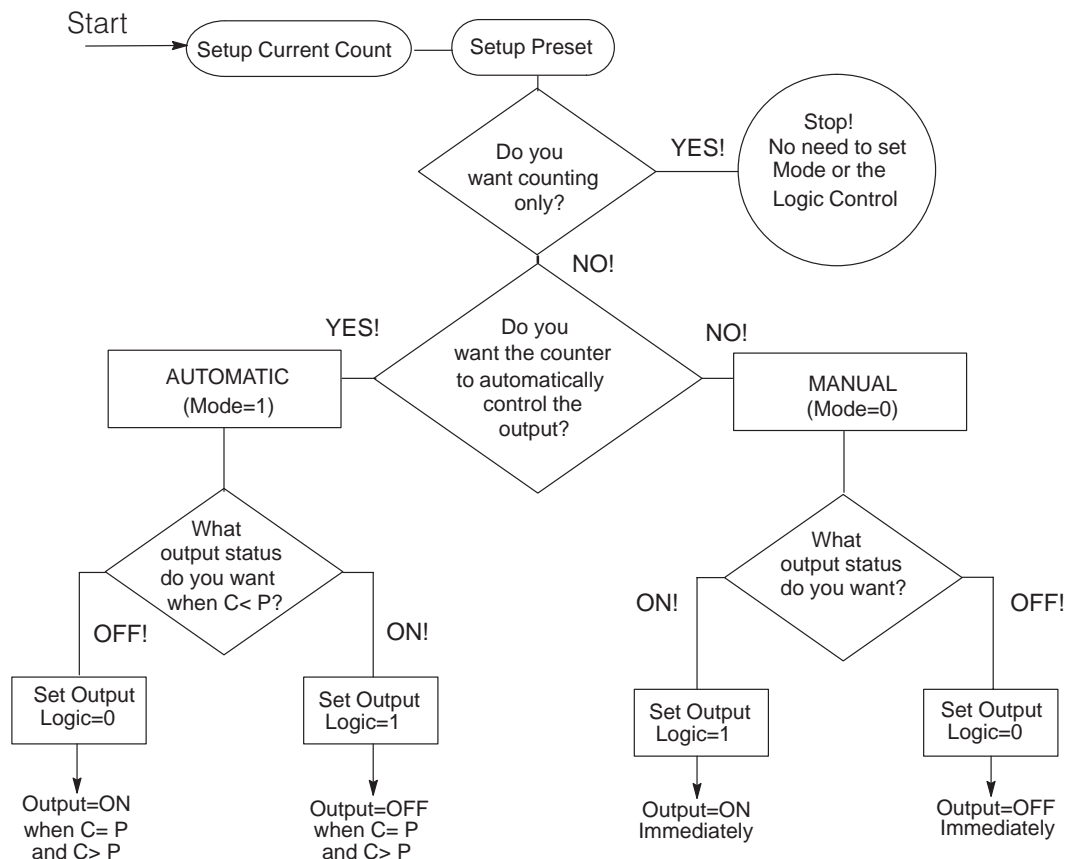 Start
Setup Current Count
Setup Preset
Do you
want counting
only?
YES!
Stop!
No need to set
Mode or the
Logic Control
NO!
YES!
Do you
want the counter
to automatically
control the
output?
NO!
AUTOMATIC
(Mode=1)
MANUAL
(Mode=0)
What
output status
do you want
when C< P?
What
output status
do you want?
OFF!
ON!
ON!
OFF!
Set Output
Logic=0
Set Output
Logic=1
Set Output
Logic=1
Set Output
Logic=0
Output=ON
when C= P
and C> P
Output=OFF
when C= P
and C> P
Output=ON
Immediately
Output=OFF
Immediately